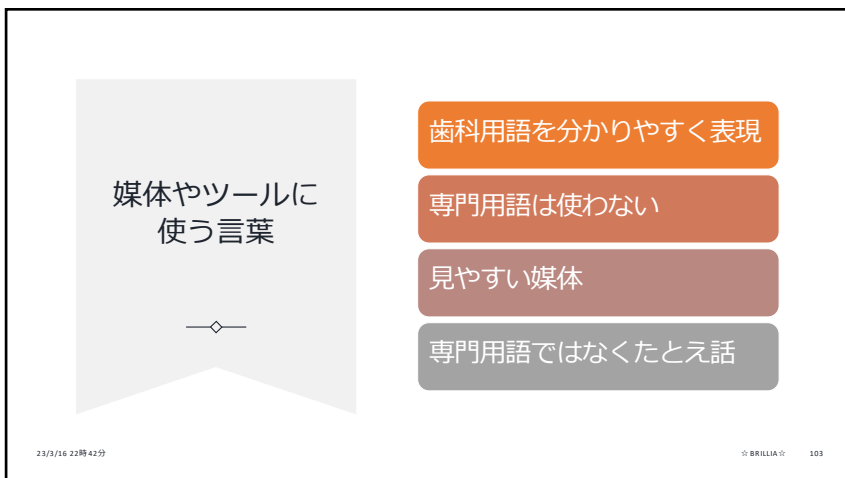 媒体やツールに
使う言葉
歯科用語を分かりやすく表現
専門用語は使わない
見やすい媒体
専門用語ではなくたとえ話
23/3/16 22時42分
☆ BRILLIA☆
103